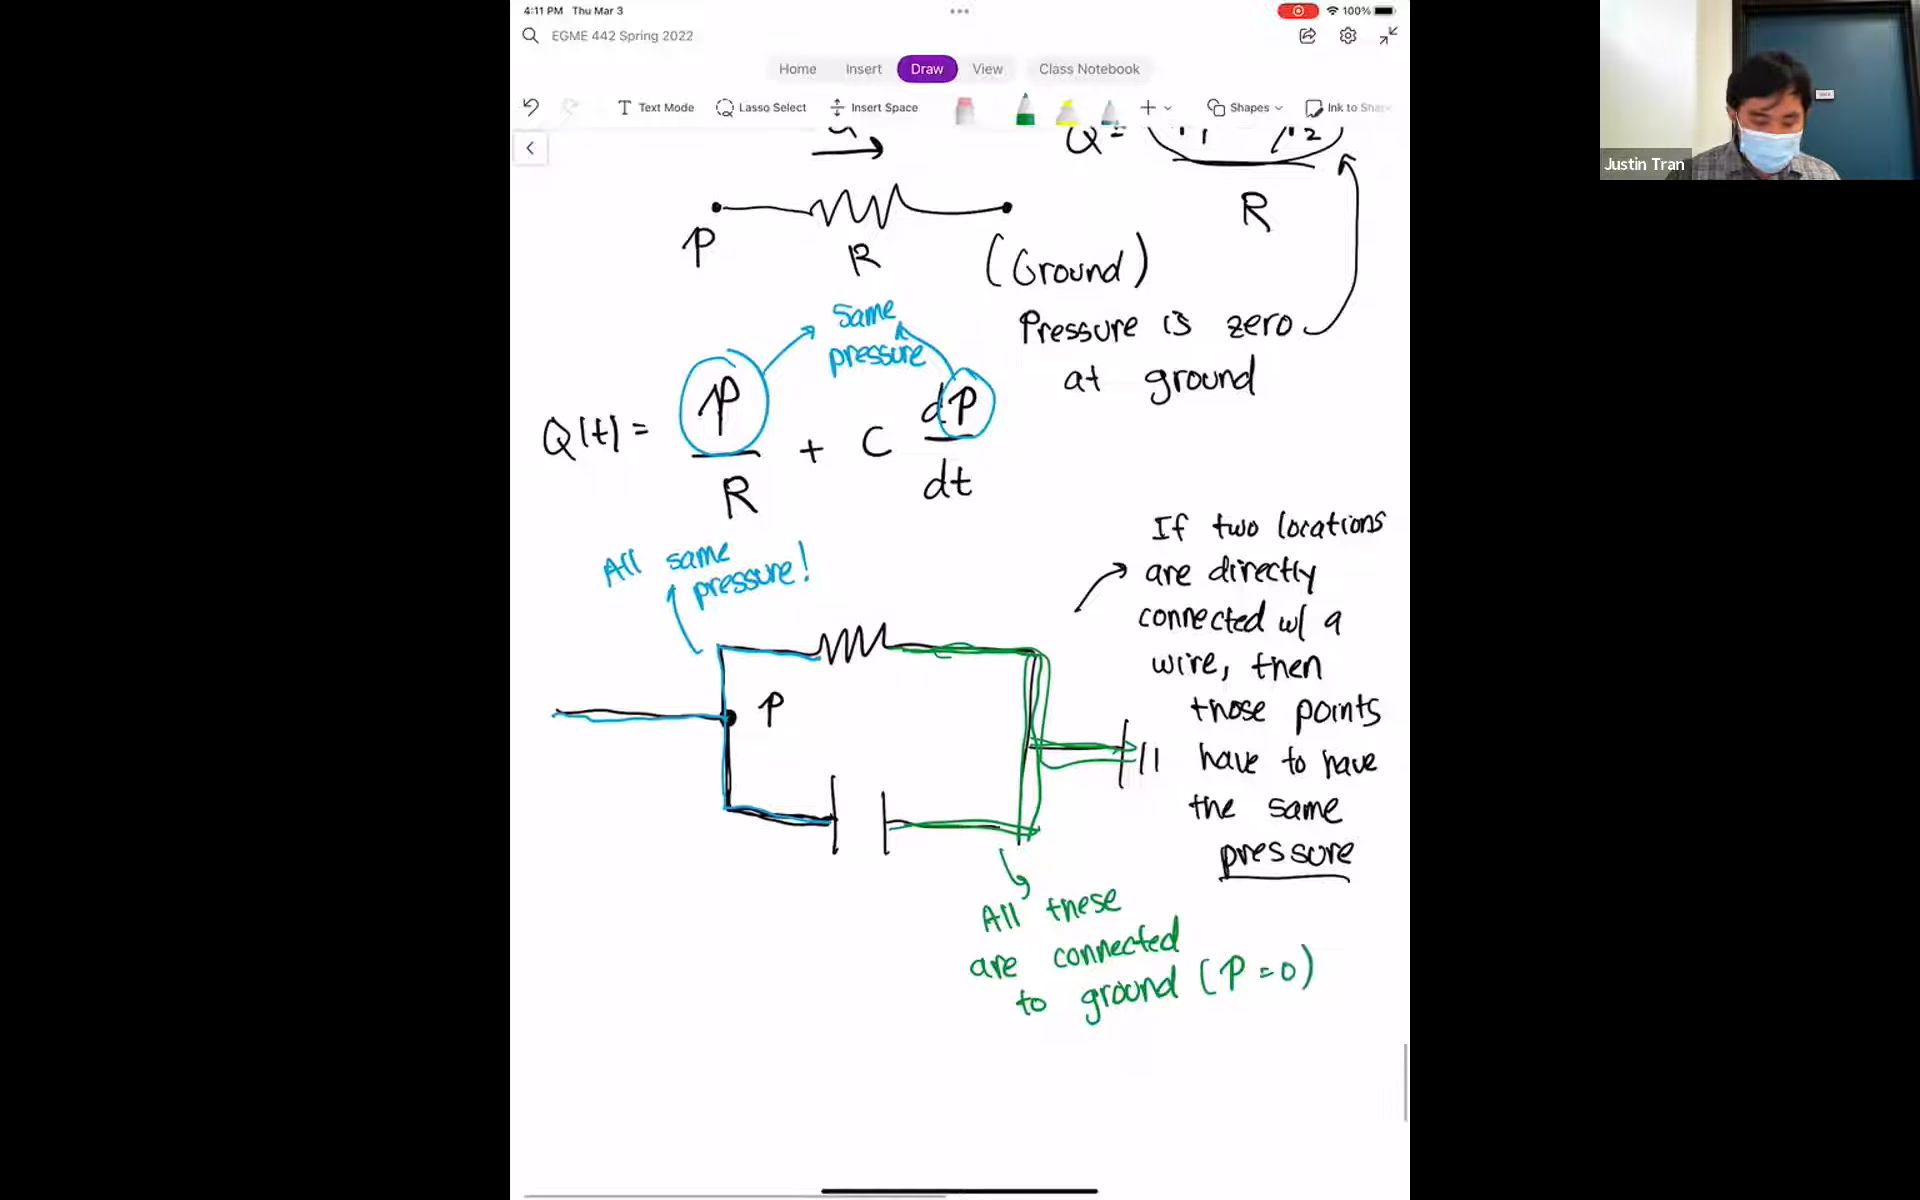 4:11 PM Thu Mar 3
100%
EGME 442 Spring 2022
Home Insert Draw View Class Notebook
Text Mode Lasso Select Insert Space Shapes Ink to Shape
Justin Tran
Q =
R
P
R
(Ground)
Pressure is zero
at ground
Same
pressure
Q(t) = P/R + C dP/dt
All same
pressure!
If two locations
are directly
connected w/ a
wire, then
those points
have to have
the same
pressure
P
All these
are connected
to ground (P=0)